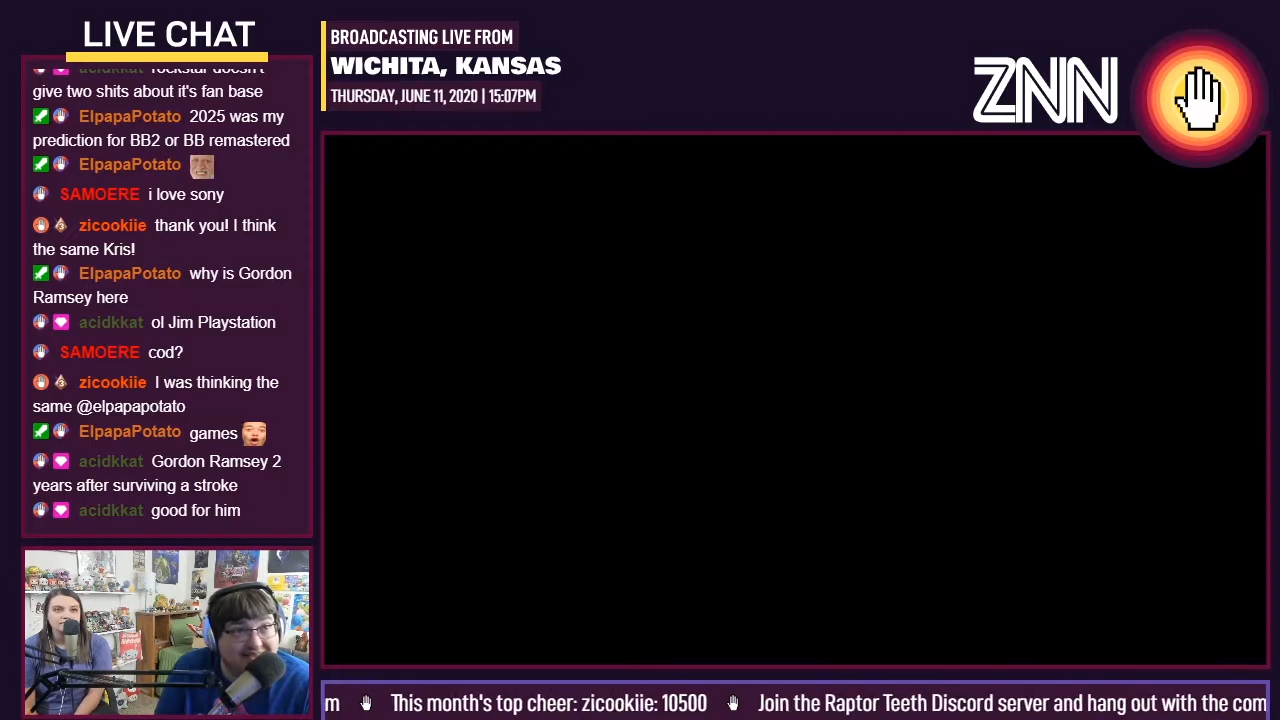 LIVE CHAT
acidkkat rockstar doesn't
give two shits about it's fan base
ElpapaPotato 2025 was my
prediction for BB2 or BB remastered
ElpapaPotato
SAMOERE i love sony
zicookiie thank you! I think
the same Kris!
ElpapaPotato why is Gordon
Ramsey here
acidkkat ol Jim Playstation
SAMOERE cod?
zicookiie I was thinking the
same @elpapapotato
ElpapaPotato games
acidkkat Gordon Ramsey 2
years after surviving a stroke
acidkkat good for him
BROADCASTING LIVE FROM
WICHITA, KANSAS
THURSDAY, JUNE 11, 2020 | 15:07PM
ZNN
m This month's top cheer: zicookiie: 10500 Join the Raptor Teeth Discord server and hang out with the com